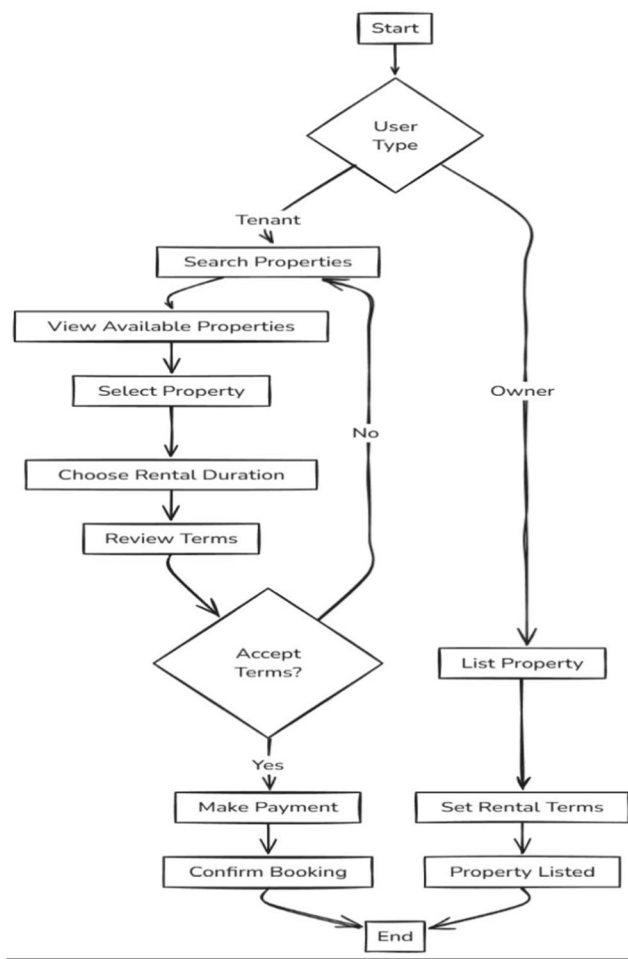 Start
User
Type
Tenant
Search Properties
View Available Properties
Select Property
Owner
No
Choose Rental Duration
Review Terms
Accept
Terms?
List Property
Yes
Make Payment
Set Rental Terms
Confirm Booking
Property Listed
End